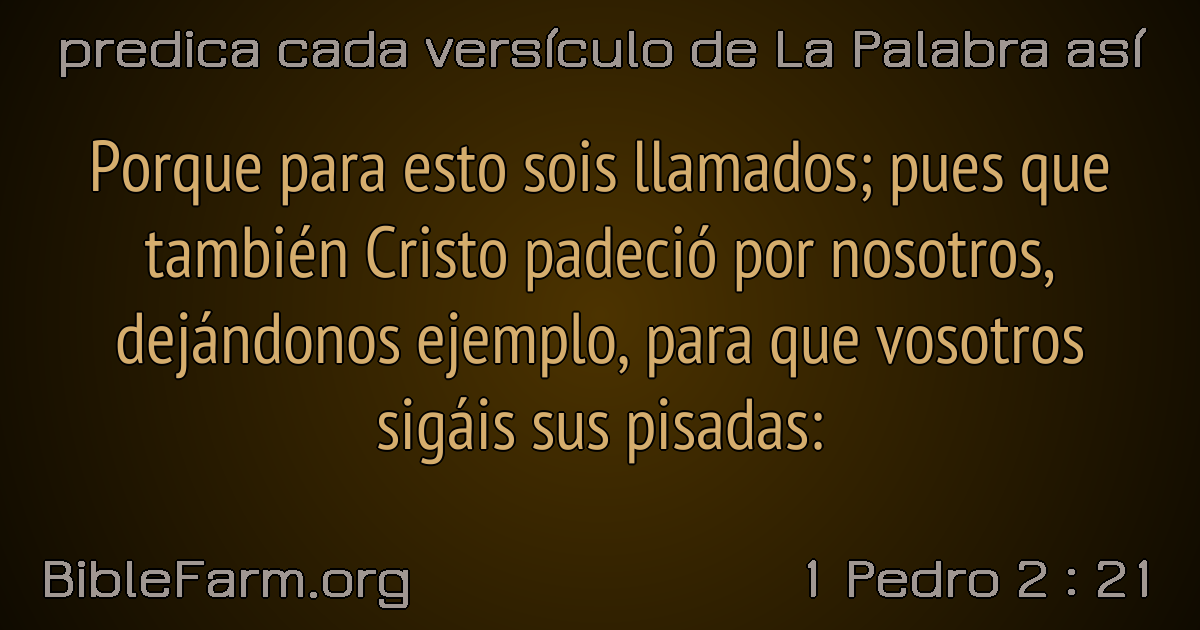 predica cada versículo de La Palabra así
Porque para esto sois llamados; pues que
también Cristo padeció por nosotros,
dejándonos ejemplo, para que vosotros
sigáis sus pisadas:
BibleFarm.org
1 Pedro 2 : 21